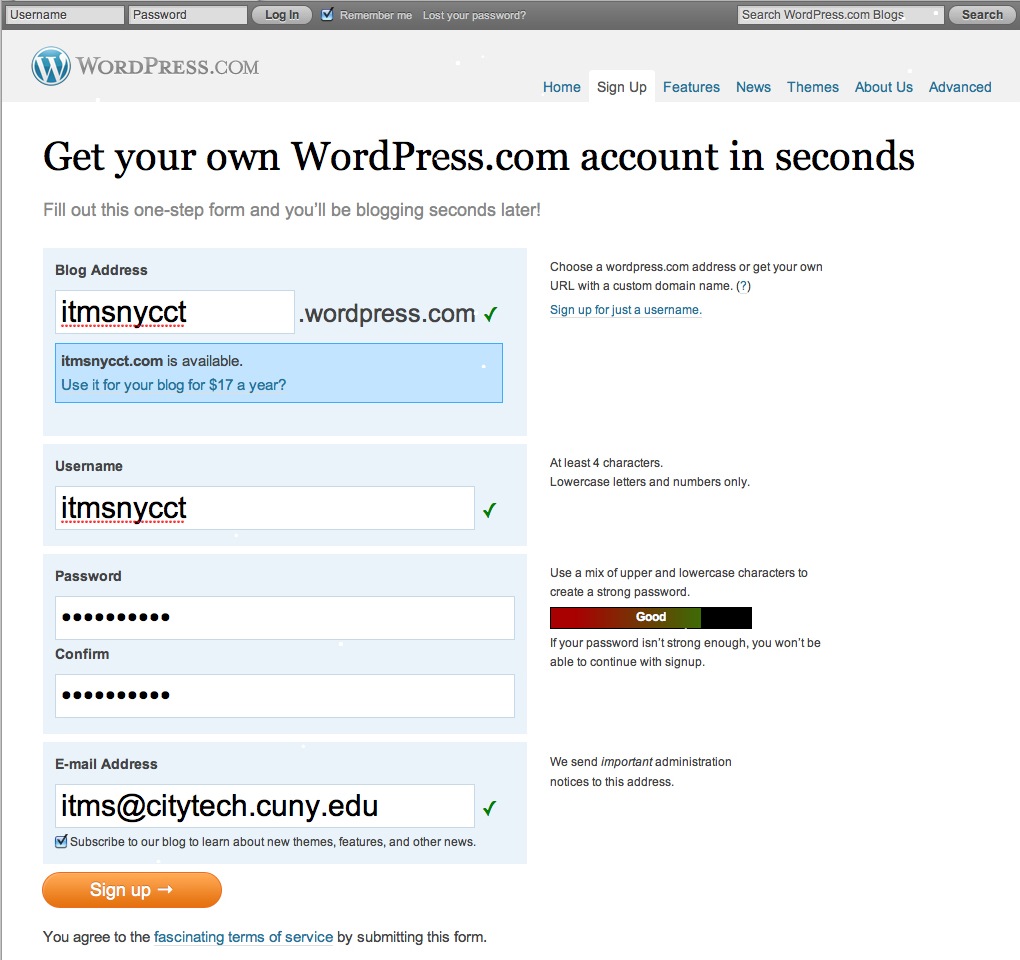 Username Password Log In Remember me Lost your password? Search WordPress.com Blogs Search
WORDPRESS.COM
Home Sign Up Features News Themes About Us Advanced
Get your own WordPress.com account in seconds
Fill out this one-step form and you'll be blogging seconds later!
Blog Address
itmsnycct .wordpress.com ✓
itmsnycct.com is available.
Use it for your blog for $17 a year?
Choose a wordpress.com address or get your own
URL with a custom domain name. (?)
Sign up for just a username.
Username
itmsnycct ✓
At least 4 characters.
Lowercase letters and numbers only.
Password
••••••••••
Confirm
••••••••••
Use a mix of upper and lowercase characters to
create a strong password.
Good
If your password isn't strong enough, you won't be
able to continue with signup.
E-mail Address
itms@citytech.cuny.edu ✓
Subscribe to our blog to learn about new themes, features, and other news.
We send important administration
notices to this address.
Sign up →
You agree to the fascinating terms of service by submitting this form.